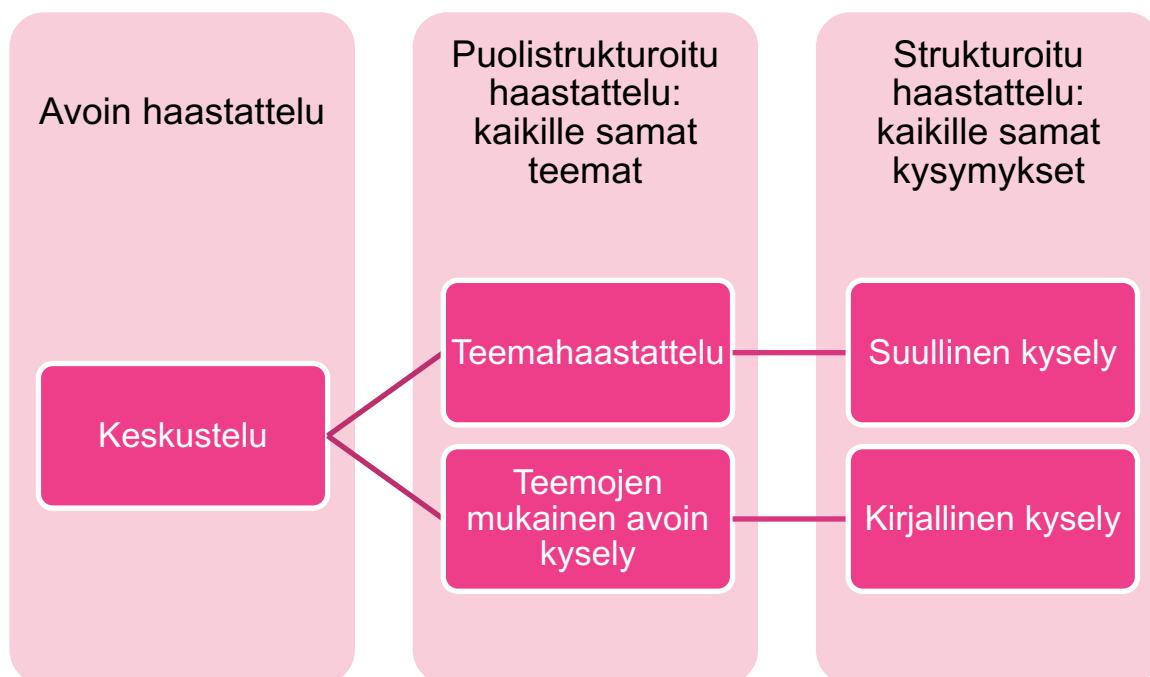 Avoin haastattelu
Puolistrukturoitu
haastattelu:
kaikille samat
teemat
Strukturoitu
haastattelu:
kaikille samat
kysymykset
Keskustelu
Teemahaastattelu
Teemojen
mukainen avoin
kysely
Suullinen kysely
Kirjallinen kysely